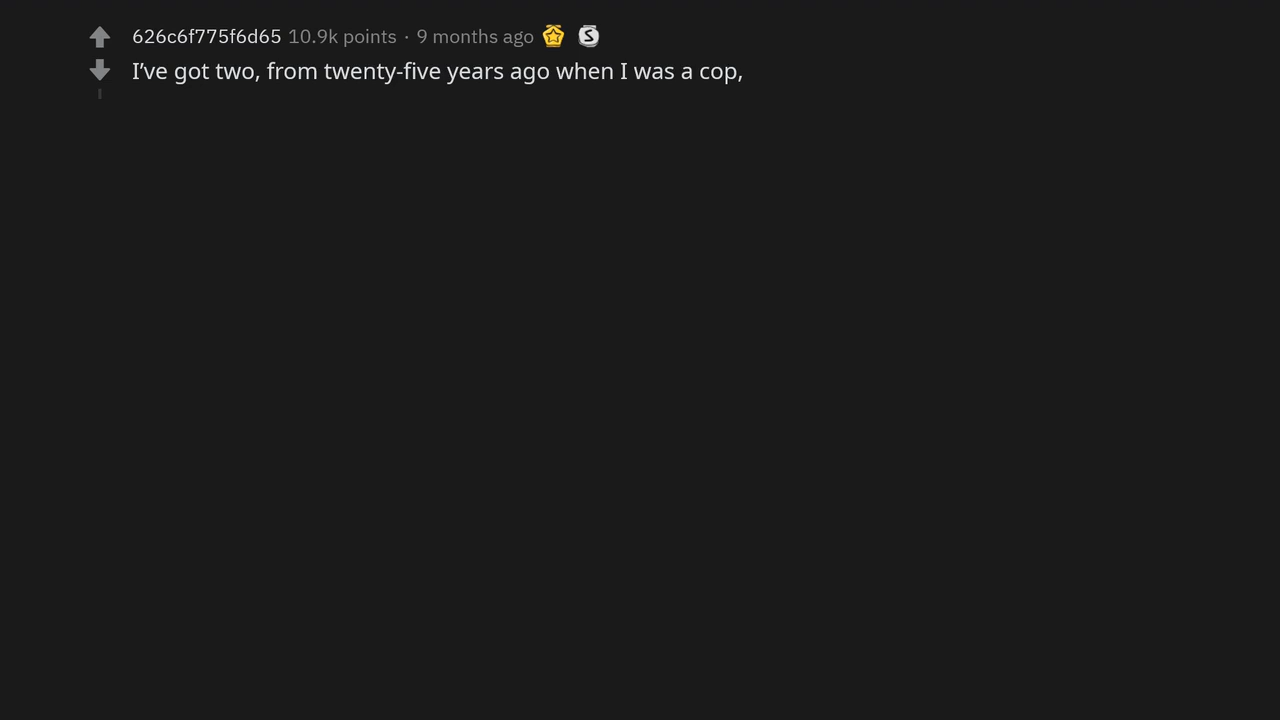 626c6f775f6d65 10.9k points · 9 months ago
I’ve got two, from twenty-five years ago when I was a cop,